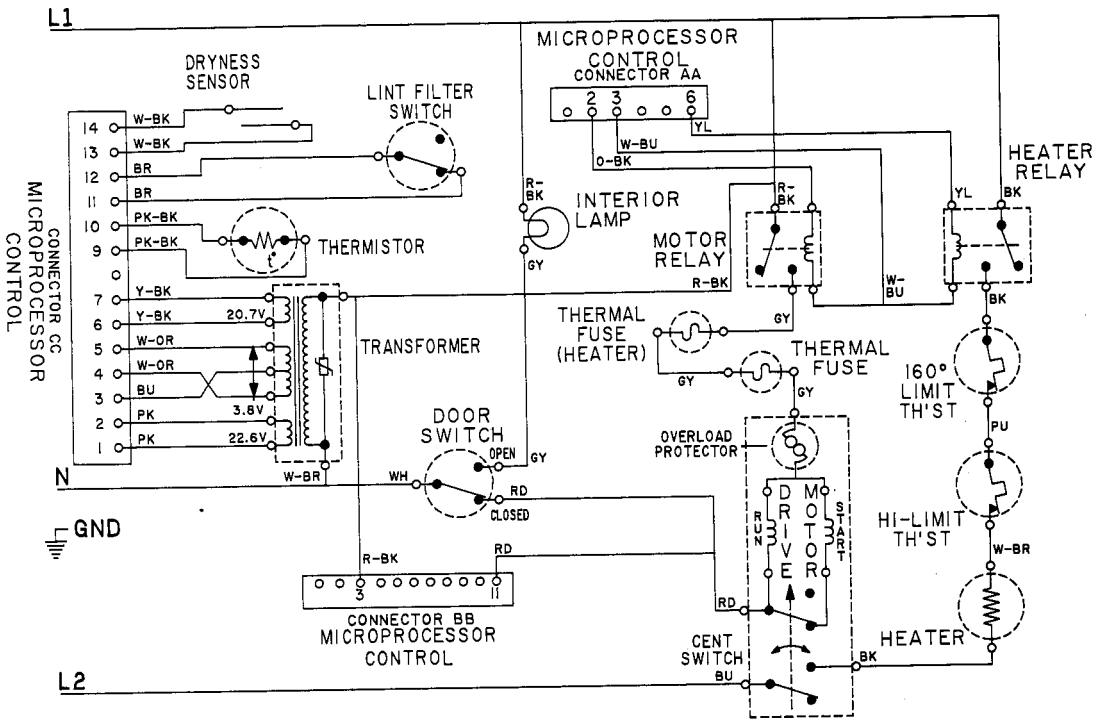 L1
DRYNESS
SENSOR
LINT FILTER
SWITCH
MICROPROCESSOR
CONTROL
CONNECTOR AA
2 3 6
YL
W-BU
O-BK
HEATER
RELAY
14 W-BK
13 W-BK
12 BR
11 BR
10 PK-BK
9 PK-BK
7 Y-BK
6 Y-BK
5 W-OR
4 W-OR
3 BU
2 PK
1 PK
CONNECTOR CC
MICROPROCESSOR
CONTROL
t°
THERMISTOR
20.7V
3.8V
22.6V
TRANSFORMER
W-BR
R-
BK
INTERIOR
LAMP
GY
R-
BK
MOTOR
RELAY
R-BK
W-
BU
YL
BK
BK
GY
THERMAL
FUSE
(HEATER)
THERMAL
FUSE
GY
GY
160°
LIMIT
TH'ST
PU
DOOR
SWITCH
OPEN
GY
WH
RD
CLOSED
OVERLOAD
PROTECTOR
DRIVE
MOTOR
RUN
START
HI-LIMIT
TH'ST
W-BR
N
GND
R-BK
RD
3 11
CONNECTOR BB
MICROPROCESSOR
CONTROL
RD
CENT
SWITCH
BU
HEATER
BK
L2